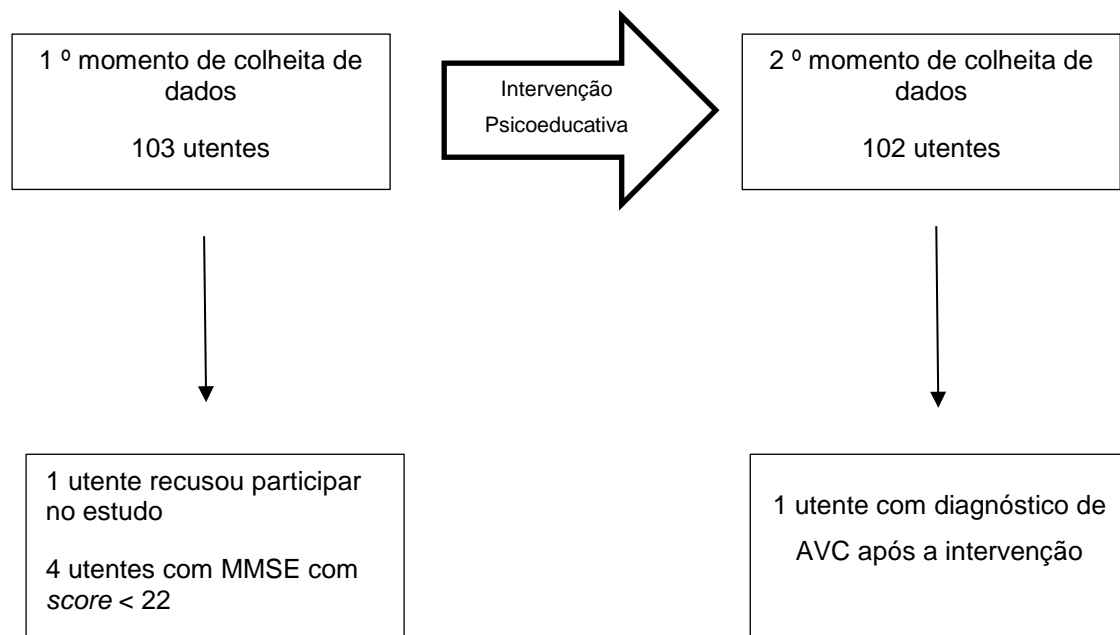 1 º momento de colheita de
dados
103 utentes
Intervenção
Psicoeducativa
2 º momento de colheita de
dados
102 utentes
1 utente recusou participar
no estudo
4 utentes com MMSE com
score < 22
1 utente com diagnóstico de
AVC após a intervenção